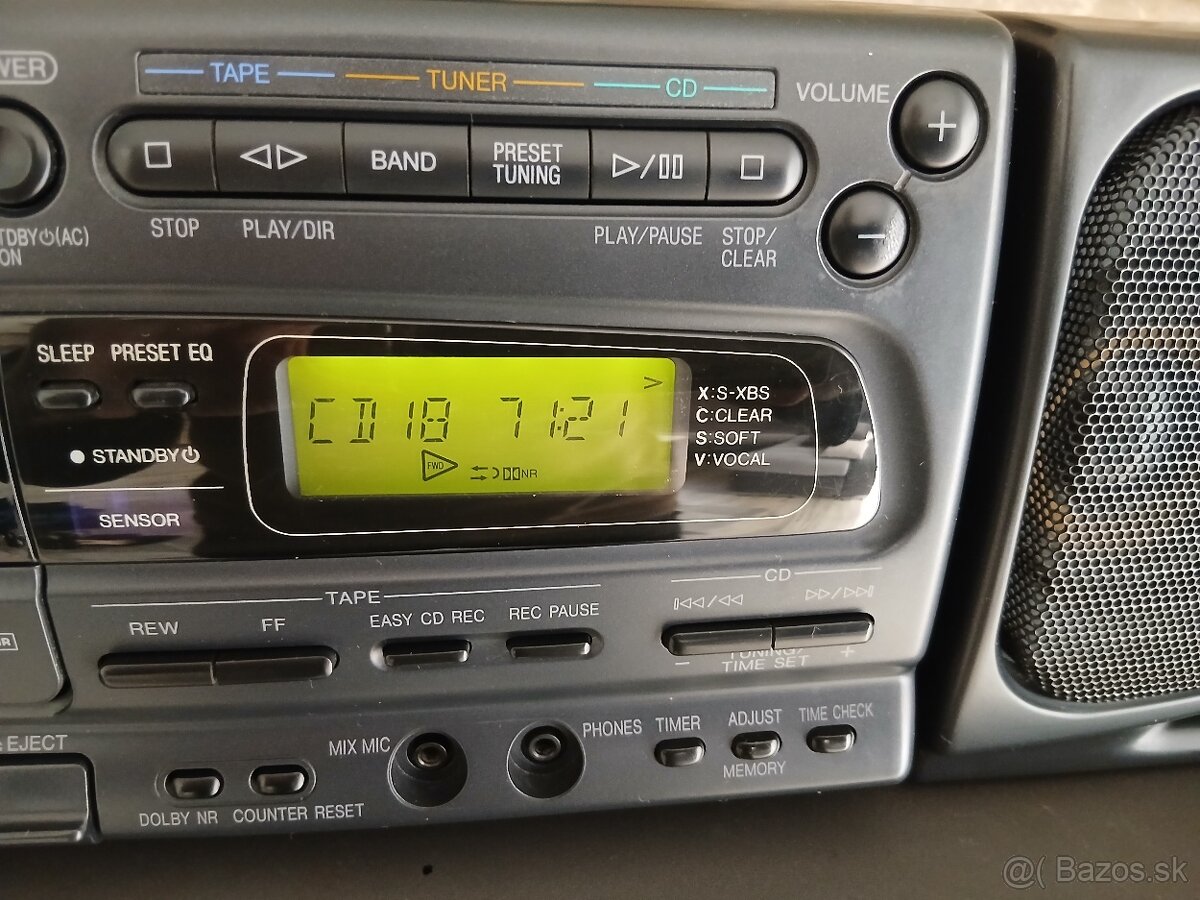 WER
TAPE TUNER CD
VOLUME
+
BAND
PRESET
TUNING
−
TDBY⏻(AC)
ON
STOP PLAY/DIR PLAY/PAUSE STOP/
CLEAR
SLEEP PRESET EQ
STANDBY⏻
SENSOR
CD18 71:21
>
FWD NR
X:S-XBS
C:CLEAR
S:SOFT
V:VOCAL
TAPE
REW FF EASY CD REC REC PAUSE
CD
− TUNING/ +
TIME SET
EJECT
DOLBY NR COUNTER RESET
MIX MIC PHONES
TIMER ADJUST TIME CHECK
MEMORY
@( Bazos.sk